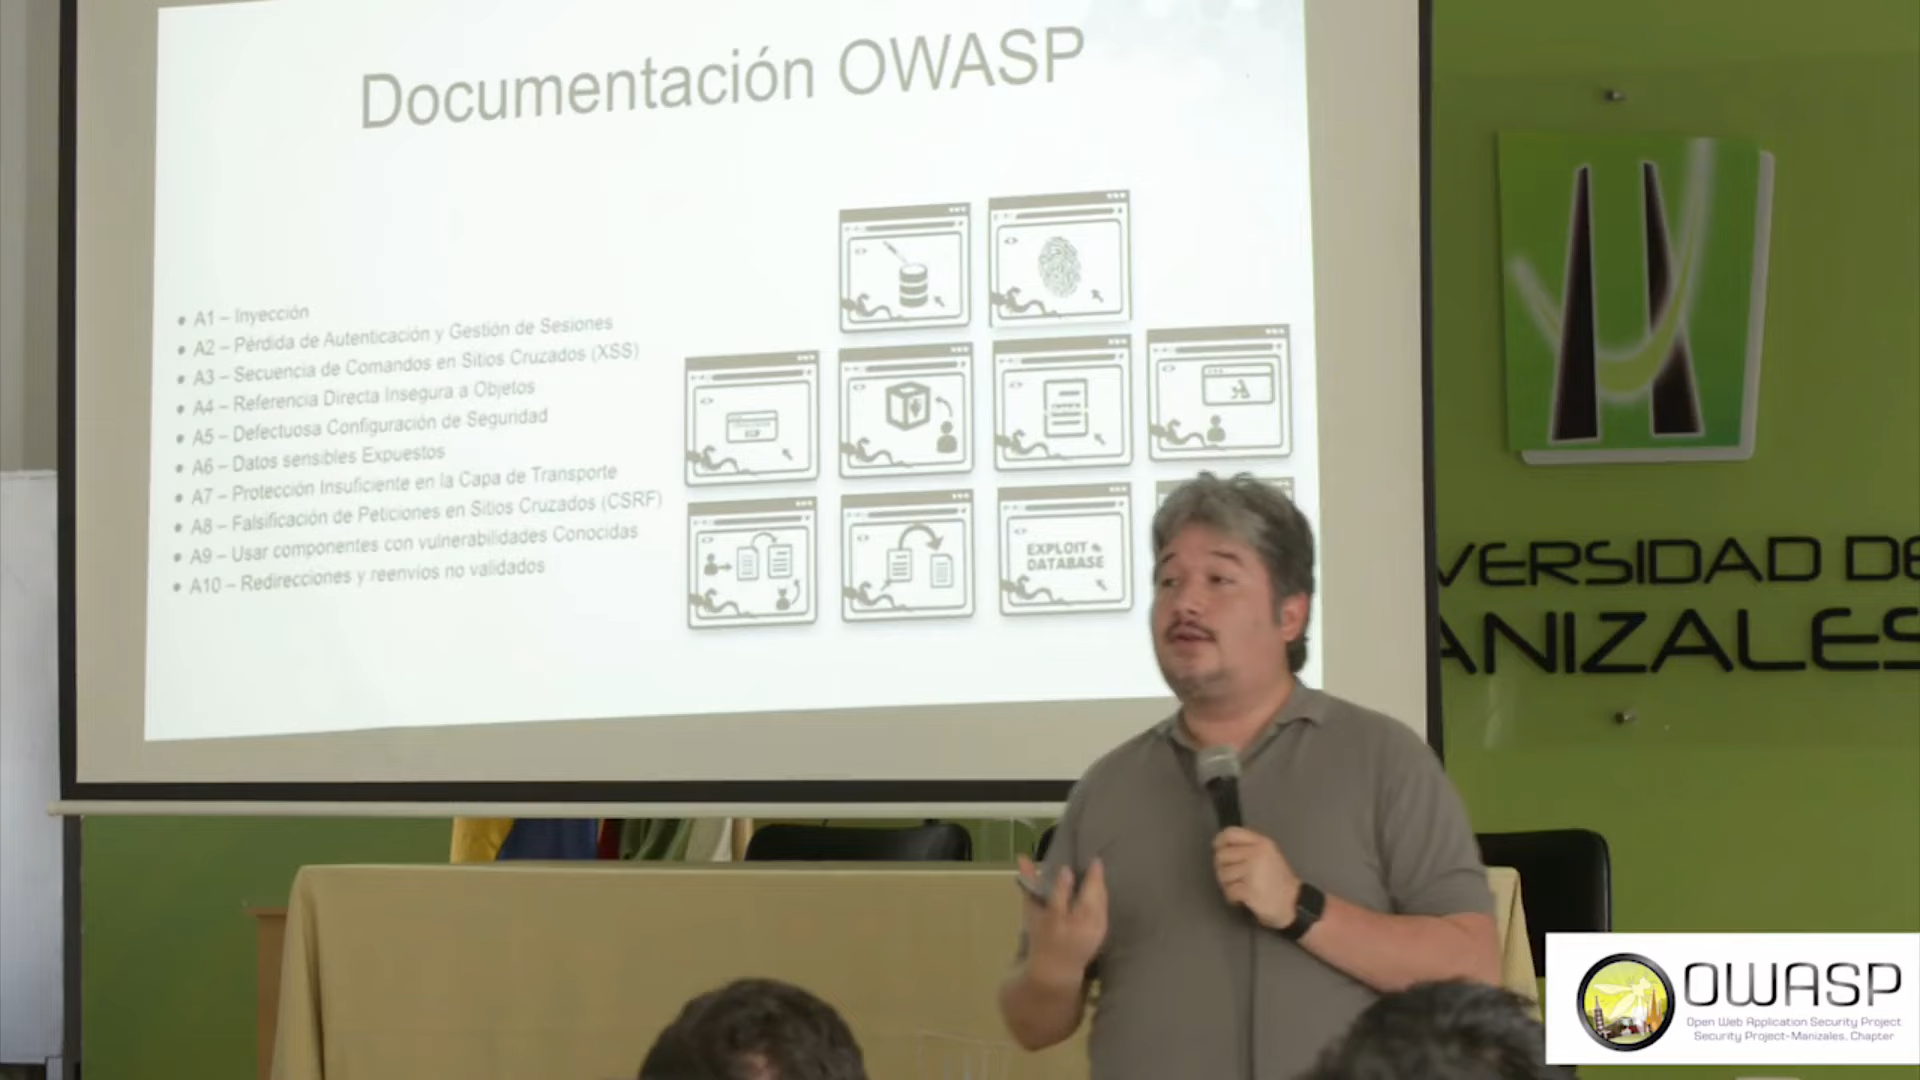 Documentación OWASP
A1 – Inyección
A2 – Pérdida de Autenticación y Gestión de Sesiones
A3 – Secuencia de Comandos en Sitios Cruzados (XSS)
A4 – Referencia Directa Insegura a Objetos
A5 – Defectuosa Configuración de Seguridad
A6 – Datos sensibles Expuestos
A7 – Protección Insuficiente en la Capa de Transporte
A8 – Falsificación de Peticiones en Sitios Cruzados (CSRF)
A9 – Usar componentes con vulnerabilidades Conocidas
A10 – Redirecciones y reenvíos no validados
EXPLOIT
DATABASE
VERSIDAD DE
ANIZALES
OWASP
Open Web Application Security Project
Security Project-Manizales, Chapter